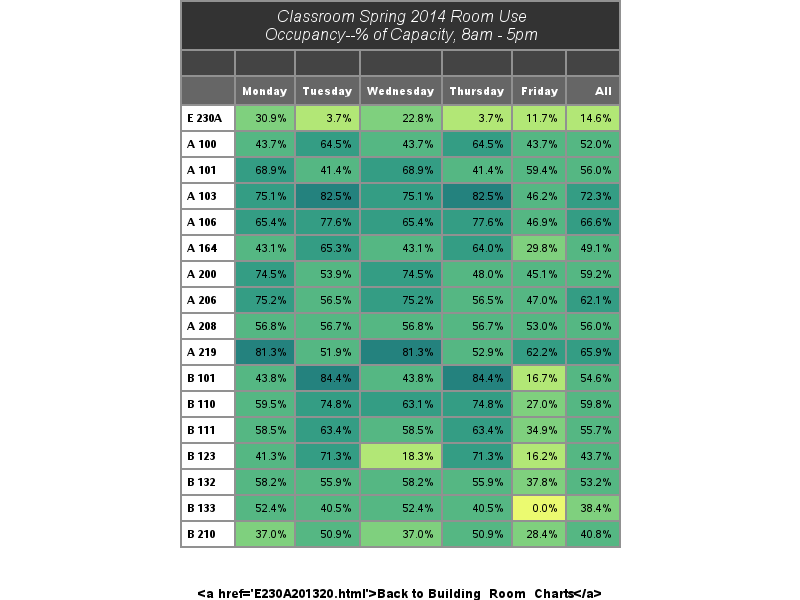 Classroom Spring 2014 Room Use
Occupancy--% of Capacity, 8am - 5pm
Monday Tuesday Wednesday Thursday Friday All
E 230A 30.9% 3.7% 22.8% 3.7% 11.7% 14.6%
A 100 43.7% 64.5% 43.7% 64.5% 43.7% 52.0%
A 101 68.9% 41.4% 68.9% 41.4% 59.4% 56.0%
A 103 75.1% 82.5% 75.1% 82.5% 46.2% 72.3%
A 106 65.4% 77.6% 65.4% 77.6% 46.9% 66.6%
A 164 43.1% 65.3% 43.1% 64.0% 29.8% 49.1%
A 200 74.5% 53.9% 74.5% 48.0% 45.1% 59.2%
A 206 75.2% 56.5% 75.2% 56.5% 47.0% 62.1%
A 208 56.8% 56.7% 56.8% 56.7% 53.0% 56.0%
A 219 81.3% 51.9% 81.3% 52.9% 62.2% 65.9%
B 101 43.8% 84.4% 43.8% 84.4% 16.7% 54.6%
B 110 59.5% 74.8% 63.1% 74.8% 27.0% 59.8%
B 111 58.5% 63.4% 58.5% 63.4% 34.9% 55.7%
B 123 41.3% 71.3% 18.3% 71.3% 16.2% 43.7%
B 132 58.2% 55.9% 58.2% 55.9% 37.8% 53.2%
B 133 52.4% 40.5% 52.4% 40.5% 0.0% 38.4%
B 210 37.0% 50.9% 37.0% 50.9% 28.4% 40.8%
<a href='E230A201320.html'>Back to Building Room Charts</a>